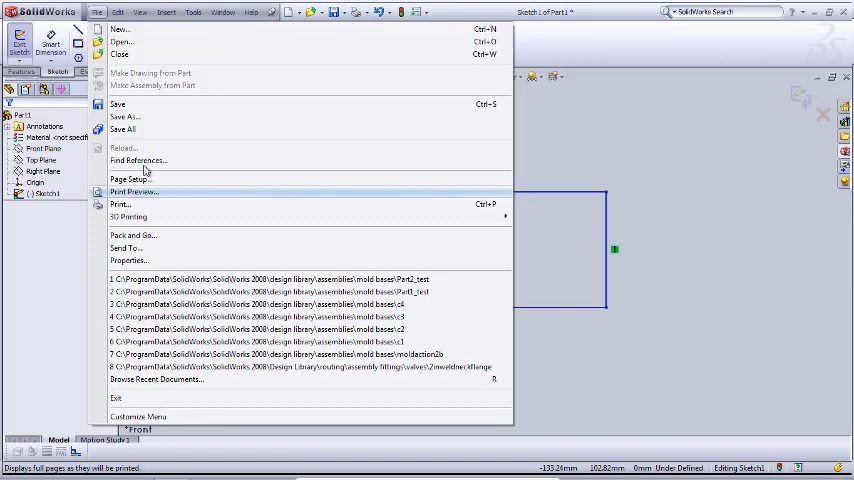 SolidWorks
File Edit View Insert Tools Window Help
Sketch1 of Part1 *
SolidWorks Search
Exit
Sketch
Smart
Dimension
Features Sketch
Part1
Annotations
Material <not specif
Front Plane
Top Plane
Right Plane
Origin
(-) Sketch1
New... Ctrl+N
Open... Ctrl+O
Close Ctrl+W
Make Drawing from Part
Make Assembly from Part
Save Ctrl+S
Save As...
Save All
Reload...
Find References...
Page Setup...
Print Preview...
Print... Ctrl+P
3D Printing
Pack and Go...
Send To...
Properties...
1 C:\ProgramData\SolidWorks\SolidWorks 2008\design library\assemblies\mold bases\Part2_test
2 C:\ProgramData\SolidWorks\SolidWorks 2008\design library\assemblies\mold bases\Part1_test
3 C:\ProgramData\SolidWorks\SolidWorks 2008\design library\assemblies\mold bases\c4
4 C:\ProgramData\SolidWorks\SolidWorks 2008\design library\assemblies\mold bases\c3
5 C:\ProgramData\SolidWorks\SolidWorks 2008\design library\assemblies\mold bases\c2
6 C:\ProgramData\SolidWorks\SolidWorks 2008\design library\assemblies\mold bases\c1
7 C:\ProgramData\SolidWorks\SolidWorks 2008\design library\assemblies\mold bases\moldaction2b
8 C:\ProgramData\SolidWorks\SolidWorks 2008\Design Library\routing\assembly fittings\valves\2inweldneckflange
Browse Recent Documents... R
Exit
Customize Menu
*Front
Model Motion Study 1
Displays full pages as they will be printed. -133.24mm 102.82mm 0mm Under Defined Editing Sketch1